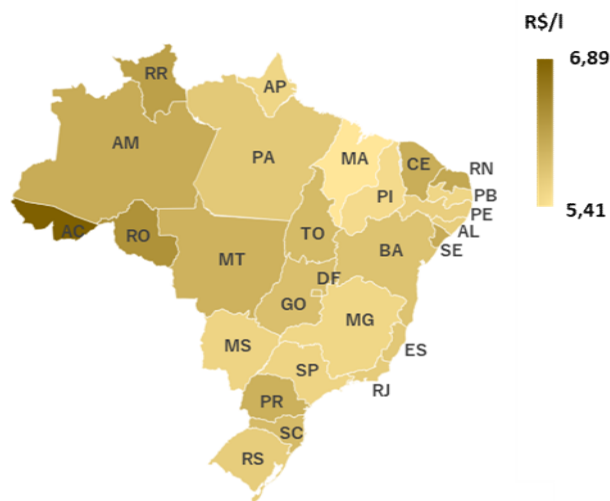 R$/l
6,89
5,41
RR
AP
AM
PA
MA
CE
RN
PI
PB
PE
AL
SE
AC
RO
TO
BA
MT
DF
GO
MG
MS
ES
SP
RJ
PR
SC
RS